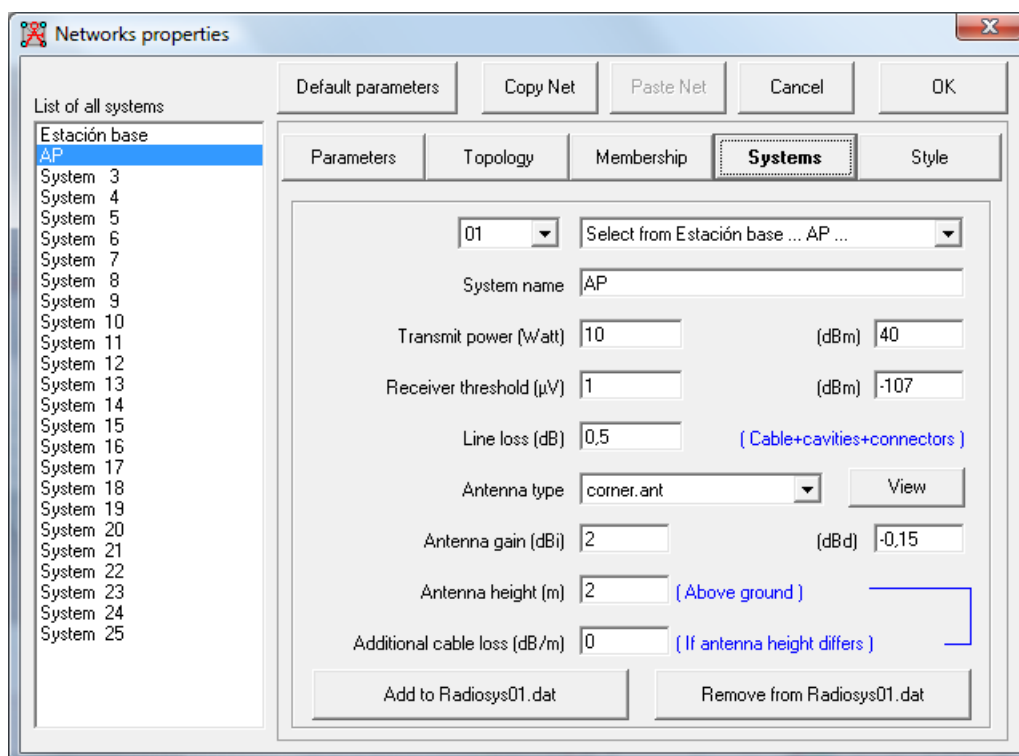 Networks properties
Default parameters Copy Net Paste Net Cancel OK
List of all systems
Estación base
AP
System 3
System 4
System 5
System 6
System 7
System 8
System 9
System 10
System 11
System 12
System 13
System 14
System 15
System 16
System 17
System 18
System 19
System 20
System 21
System 22
System 23
System 24
System 25
Parameters Topology Membership Systems Style
01 Select from Estación base ... AP ...
System name AP
Transmit power (Watt) 10 (dBm) 40
Receiver threshold (µV) 1 (dBm) -107
Line loss (dB) 0,5 ( Cable+cavities+connectors )
Antenna type corner.ant View
Antenna gain (dBi) 2 (dBd) -0,15
Antenna height (m) 2 ( Above ground )
Additional cable loss (dB/m) 0 ( If antenna height differs )
Add to Radiosys01.dat Remove from Radiosys01.dat